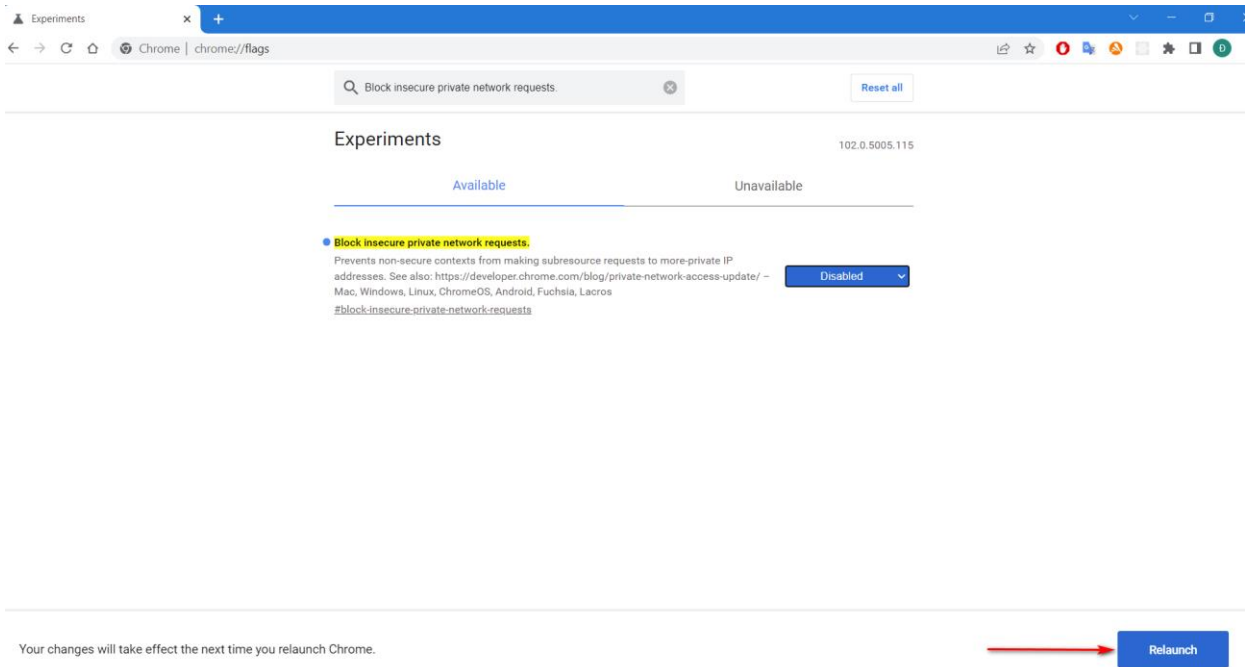 Experiments
Chrome | chrome://flags
Đ
Block insecure private network requests.
Reset all
Experiments
102.0.5005.115
Available
Unavailable
Block insecure private network requests.
Prevents non-secure contexts from making subresource requests to more-private IP
addresses. See also: https://developer.chrome.com/blog/private-network-access-update/ –
Mac, Windows, Linux, ChromeOS, Android, Fuchsia, Lacros
#block-insecure-private-network-requests
Disabled
Your changes will take effect the next time you relaunch Chrome.
Relaunch